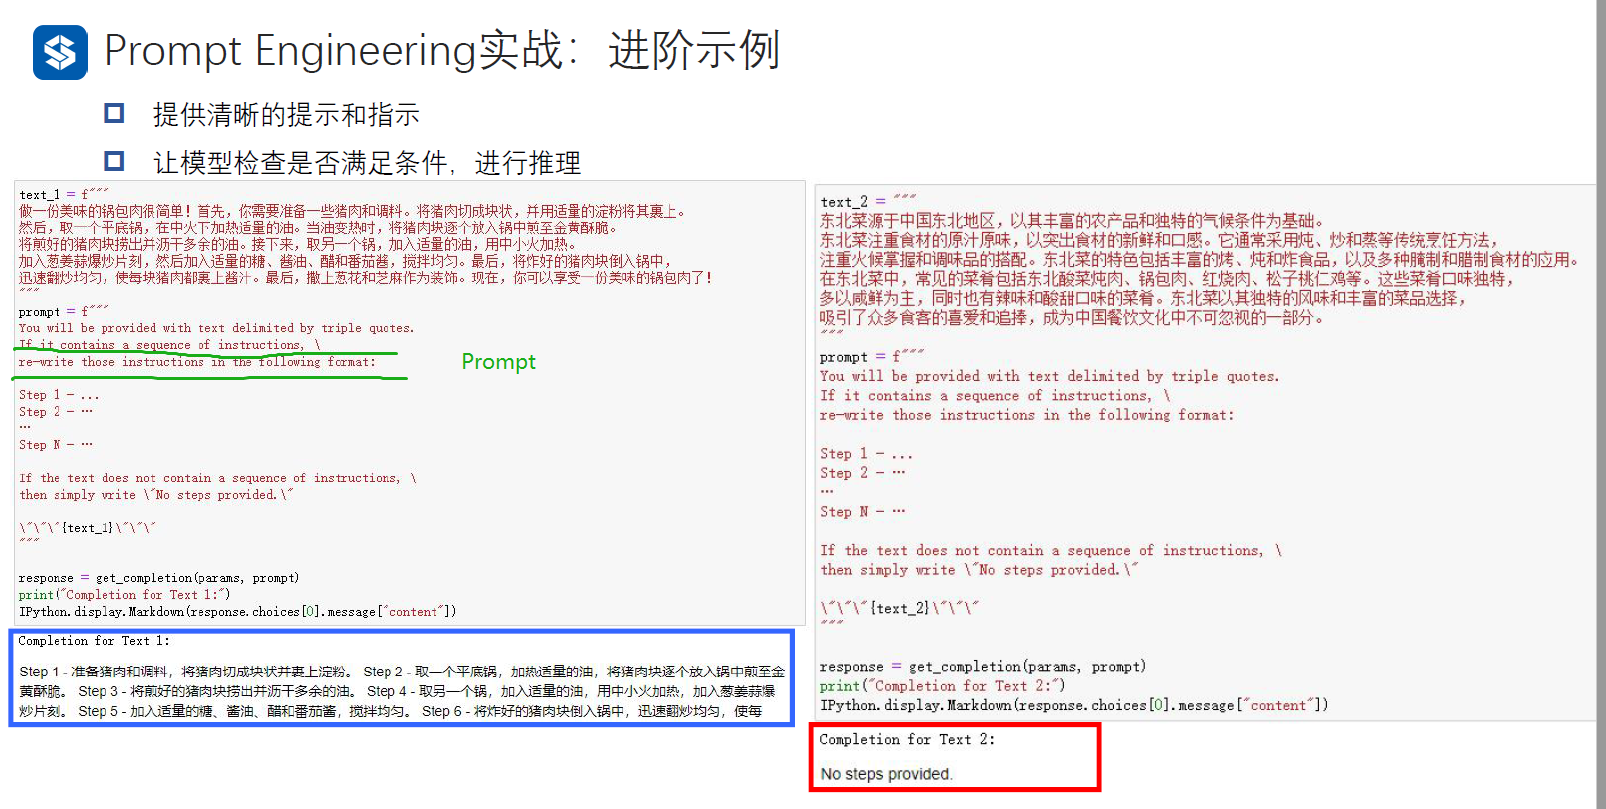 Prompt Engineering实战：进阶示例
提供清晰的提示和指示
让模型检查是否满足条件，进行推理
text_1 = f"""
做一份美味的锅包肉很简单！首先，你需要准备一些猪肉和调料。将猪肉切成块状，并用适量的淀粉将其裹上。
然后，取一个平底锅，在中火下加热适量的油。当油变热时，将猪肉块逐个放入锅中煎至金黄酥脆。
将煎好的猪肉块捞出并沥干多余的油。接下来，取另一个锅，加入适量的油，用中小火加热。
加入葱姜蒜爆炒片刻，然后加入适量的糖、酱油、醋和番茄酱，搅拌均匀。最后，将炸好的猪肉块倒入锅中，
迅速翻炒均匀，使每块猪肉都裹上酱汁。最后，撒上葱花和芝麻作为装饰。现在，你可以享受一份美味的锅包肉了！
"""
prompt = f"""
You will be provided with text delimited by triple quotes.
If it contains a sequence of instructions, \
re-write those instructions in the following format:
Prompt
Step 1 - ...
Step 2 - …
…
Step N - …
If the text does not contain a sequence of instructions, \
then simply write \"No steps provided.\"
\"\"\"{text_1}\"\"\"
"""
response = get_completion(params, prompt)
print("Completion for Text 1:")
IPython.display.Markdown(response.choices[0].message["content"])
Completion for Text 1:
Step 1 - 准备猪肉和调料，将猪肉切成块状并裹上淀粉。 Step 2 - 取一个平底锅，加热适量的油，将猪肉块逐个放入锅中煎至金
黄酥脆。 Step 3 - 将煎好的猪肉块捞出并沥干多余的油。 Step 4 - 取另一个锅，加入适量的油，用中小火加热，加入葱姜蒜爆
炒片刻。 Step 5 - 加入适量的糖、酱油、醋和番茄酱，搅拌均匀。 Step 6 - 将炸好的猪肉块倒入锅中，迅速翻炒均匀，使每
text_2 = """
东北菜源于中国东北地区，以其丰富的农产品和独特的气候条件为基础。
东北菜注重食材的原汁原味，以突出食材的新鲜和口感。它通常采用炖、炒和蒸等传统烹饪方法，
注重火候掌握和调味品的搭配。东北菜的特色包括丰富的烤、炖和炸食品，以及多种腌制和腊制食材的应用。
在东北菜中，常见的菜肴包括东北酸菜炖肉、锅包肉、红烧肉、松子桃仁鸡等。这些菜肴口味独特，
多以咸鲜为主，同时也有辣味和酸甜口味的菜肴。东北菜以其独特的风味和丰富的菜品选择，
吸引了众多食客的喜爱和追捧，成为中国餐饮文化中不可忽视的一部分。
"""
prompt = f"""
You will be provided with text delimited by triple quotes.
If it contains a sequence of instructions, \
re-write those instructions in the following format:
Step 1 - ...
Step 2 - …
…
Step N - …
If the text does not contain a sequence of instructions, \
then simply write \"No steps provided.\"
\"\"\"{text_2}\"\"\"
"""
response = get_completion(params, prompt)
print("Completion for Text 2:")
IPython.display.Markdown(response.choices[0].message["content"])
Completion for Text 2:
No steps provided.